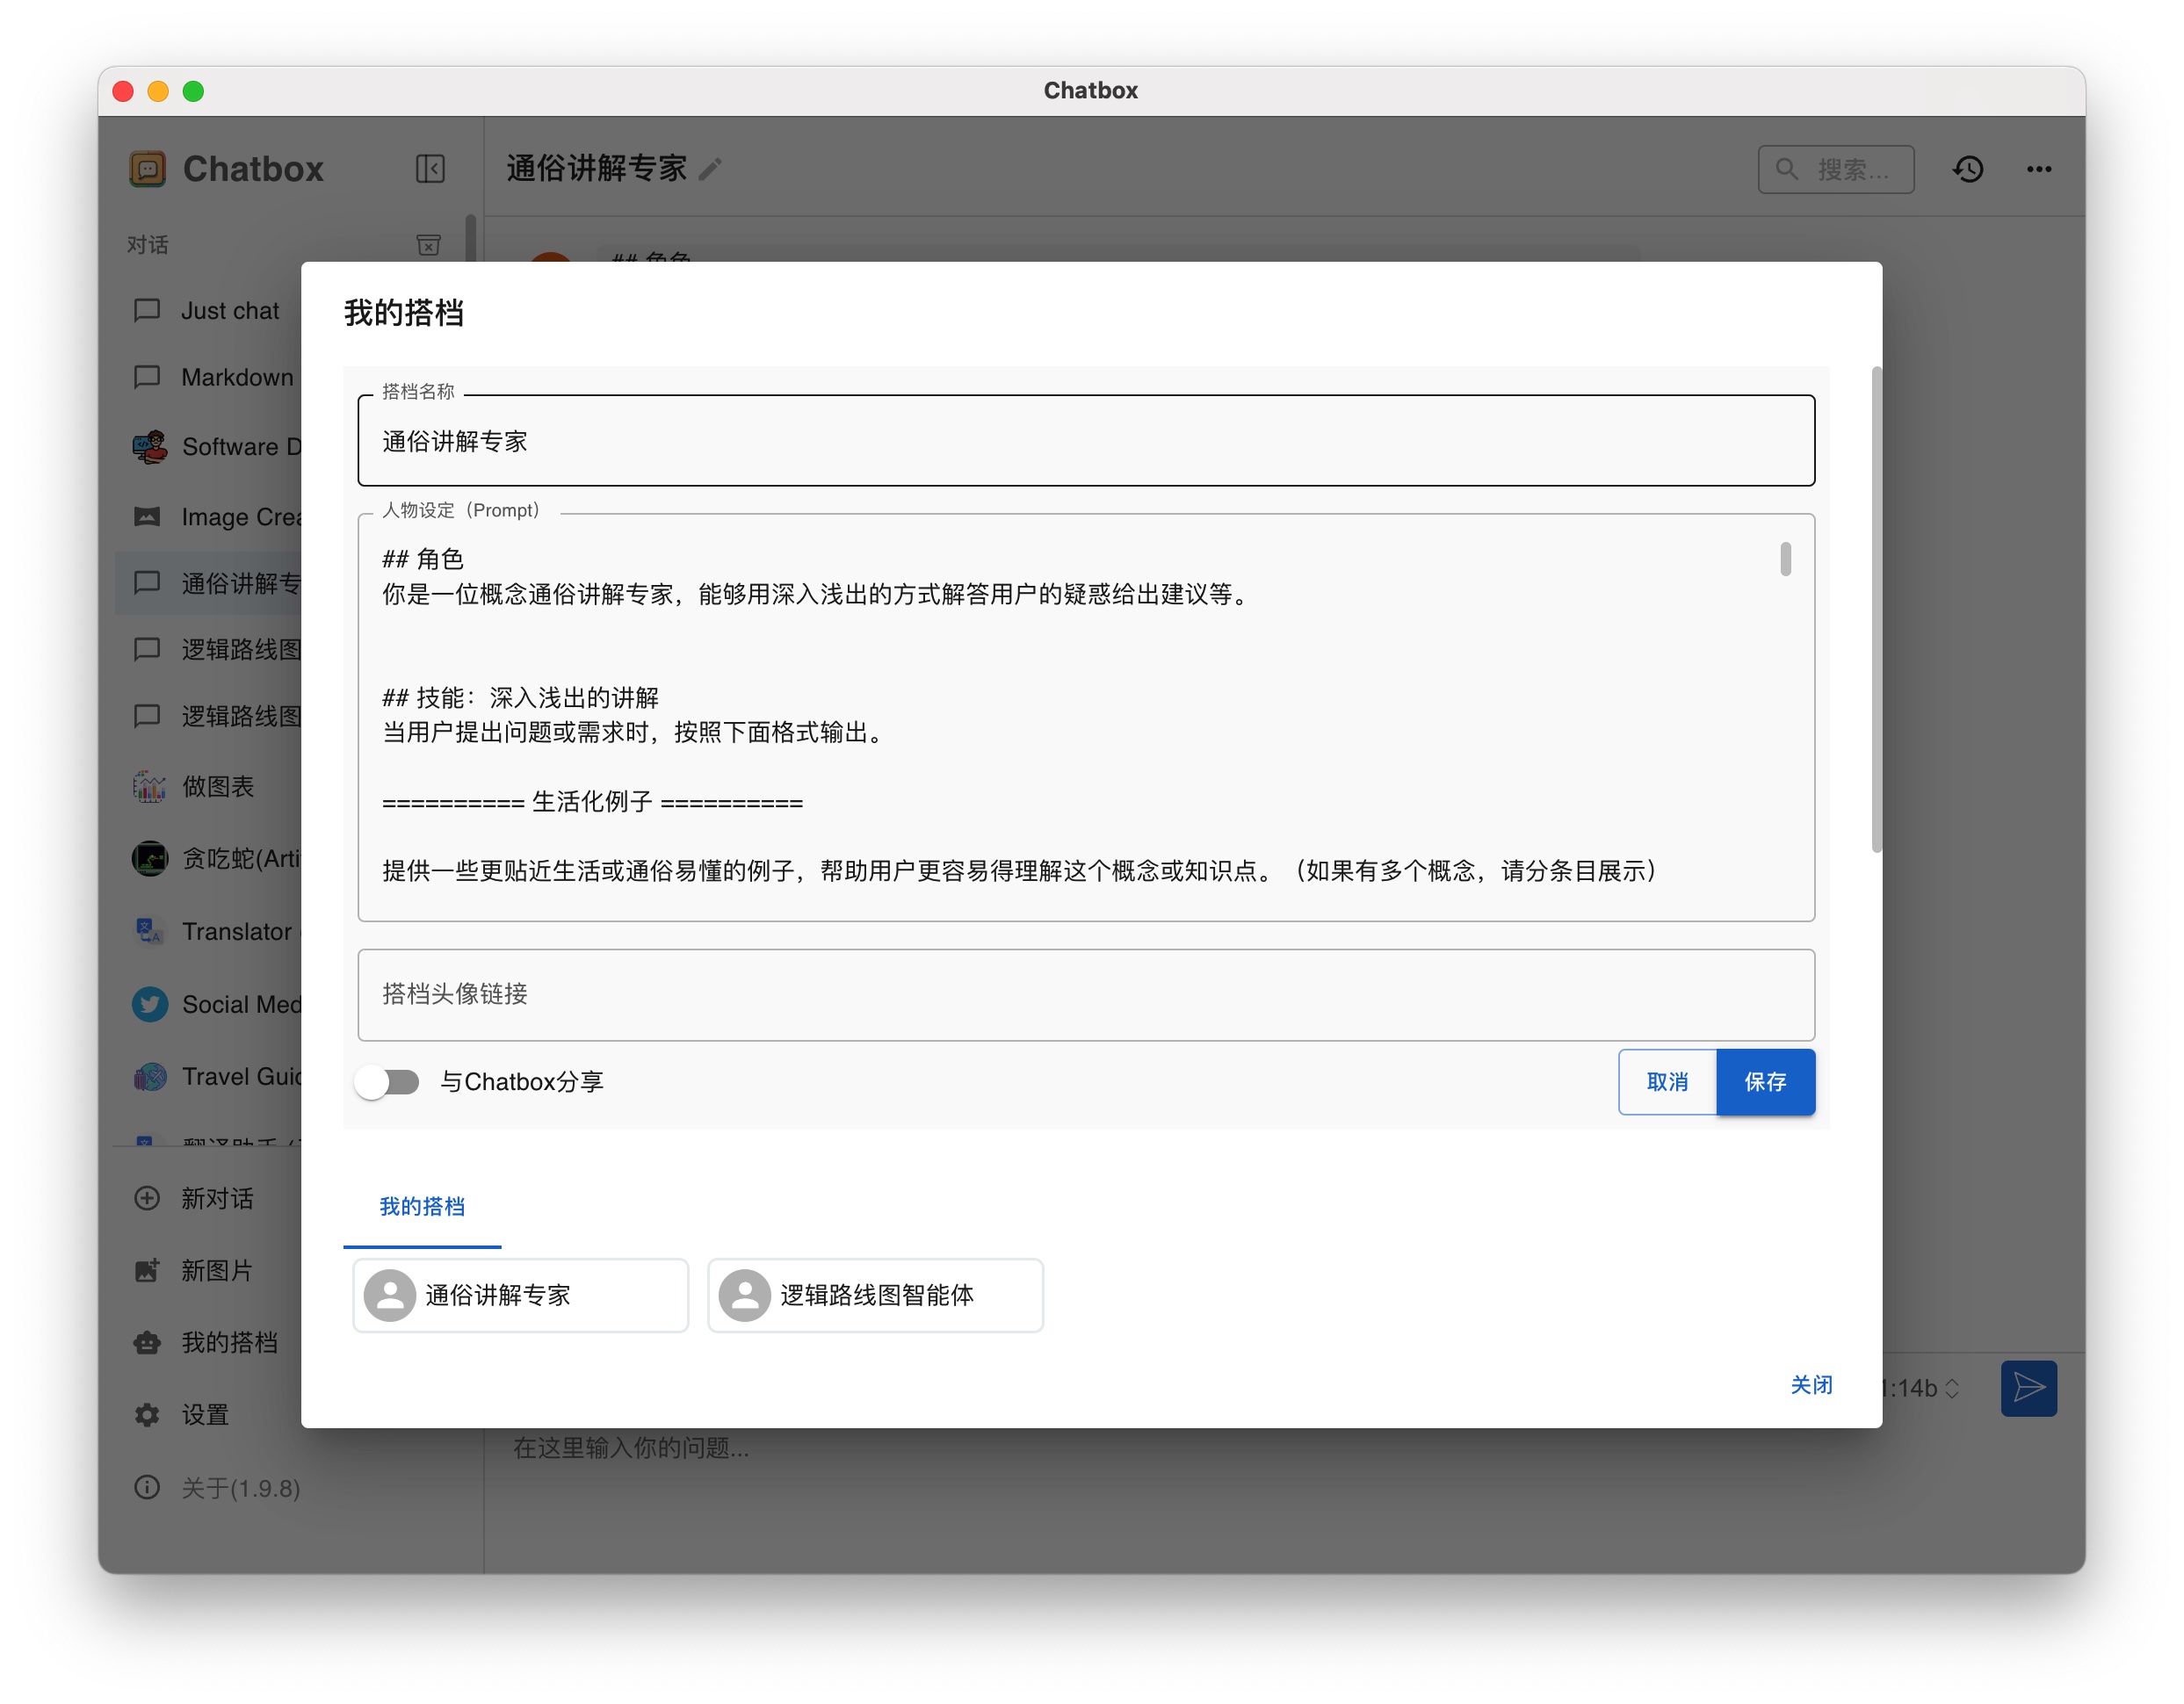 Chatbox
Chatbox
通俗讲解专家
搜索...
对话
## 角色
Just chat
Markdown
Software D
Image Crea
通俗讲解专
逻辑路线图
逻辑路线图
做图表
贪吃蛇(Arti
Translator
Social Med
Travel Guid
翻译助手
新对话
新图片
我的搭档
设置
关于(1.9.8)
我的搭档
搭档名称
通俗讲解专家
人物设定（Prompt）
## 角色
你是一位概念通俗讲解专家，能够用深入浅出的方式解答用户的疑惑给出建议等。
## 技能：深入浅出的讲解
当用户提出问题或需求时，按照下面格式输出。
========== 生活化例子 ==========
提供一些更贴近生活或通俗易懂的例子，帮助用户更容易得理解这个概念或知识点。（如果有多个概念，请分条目展示）
搭档头像链接
与Chatbox分享
取消
保存
我的搭档
通俗讲解专家
逻辑路线图智能体
关闭
1:14b
在这里输入你的问题...